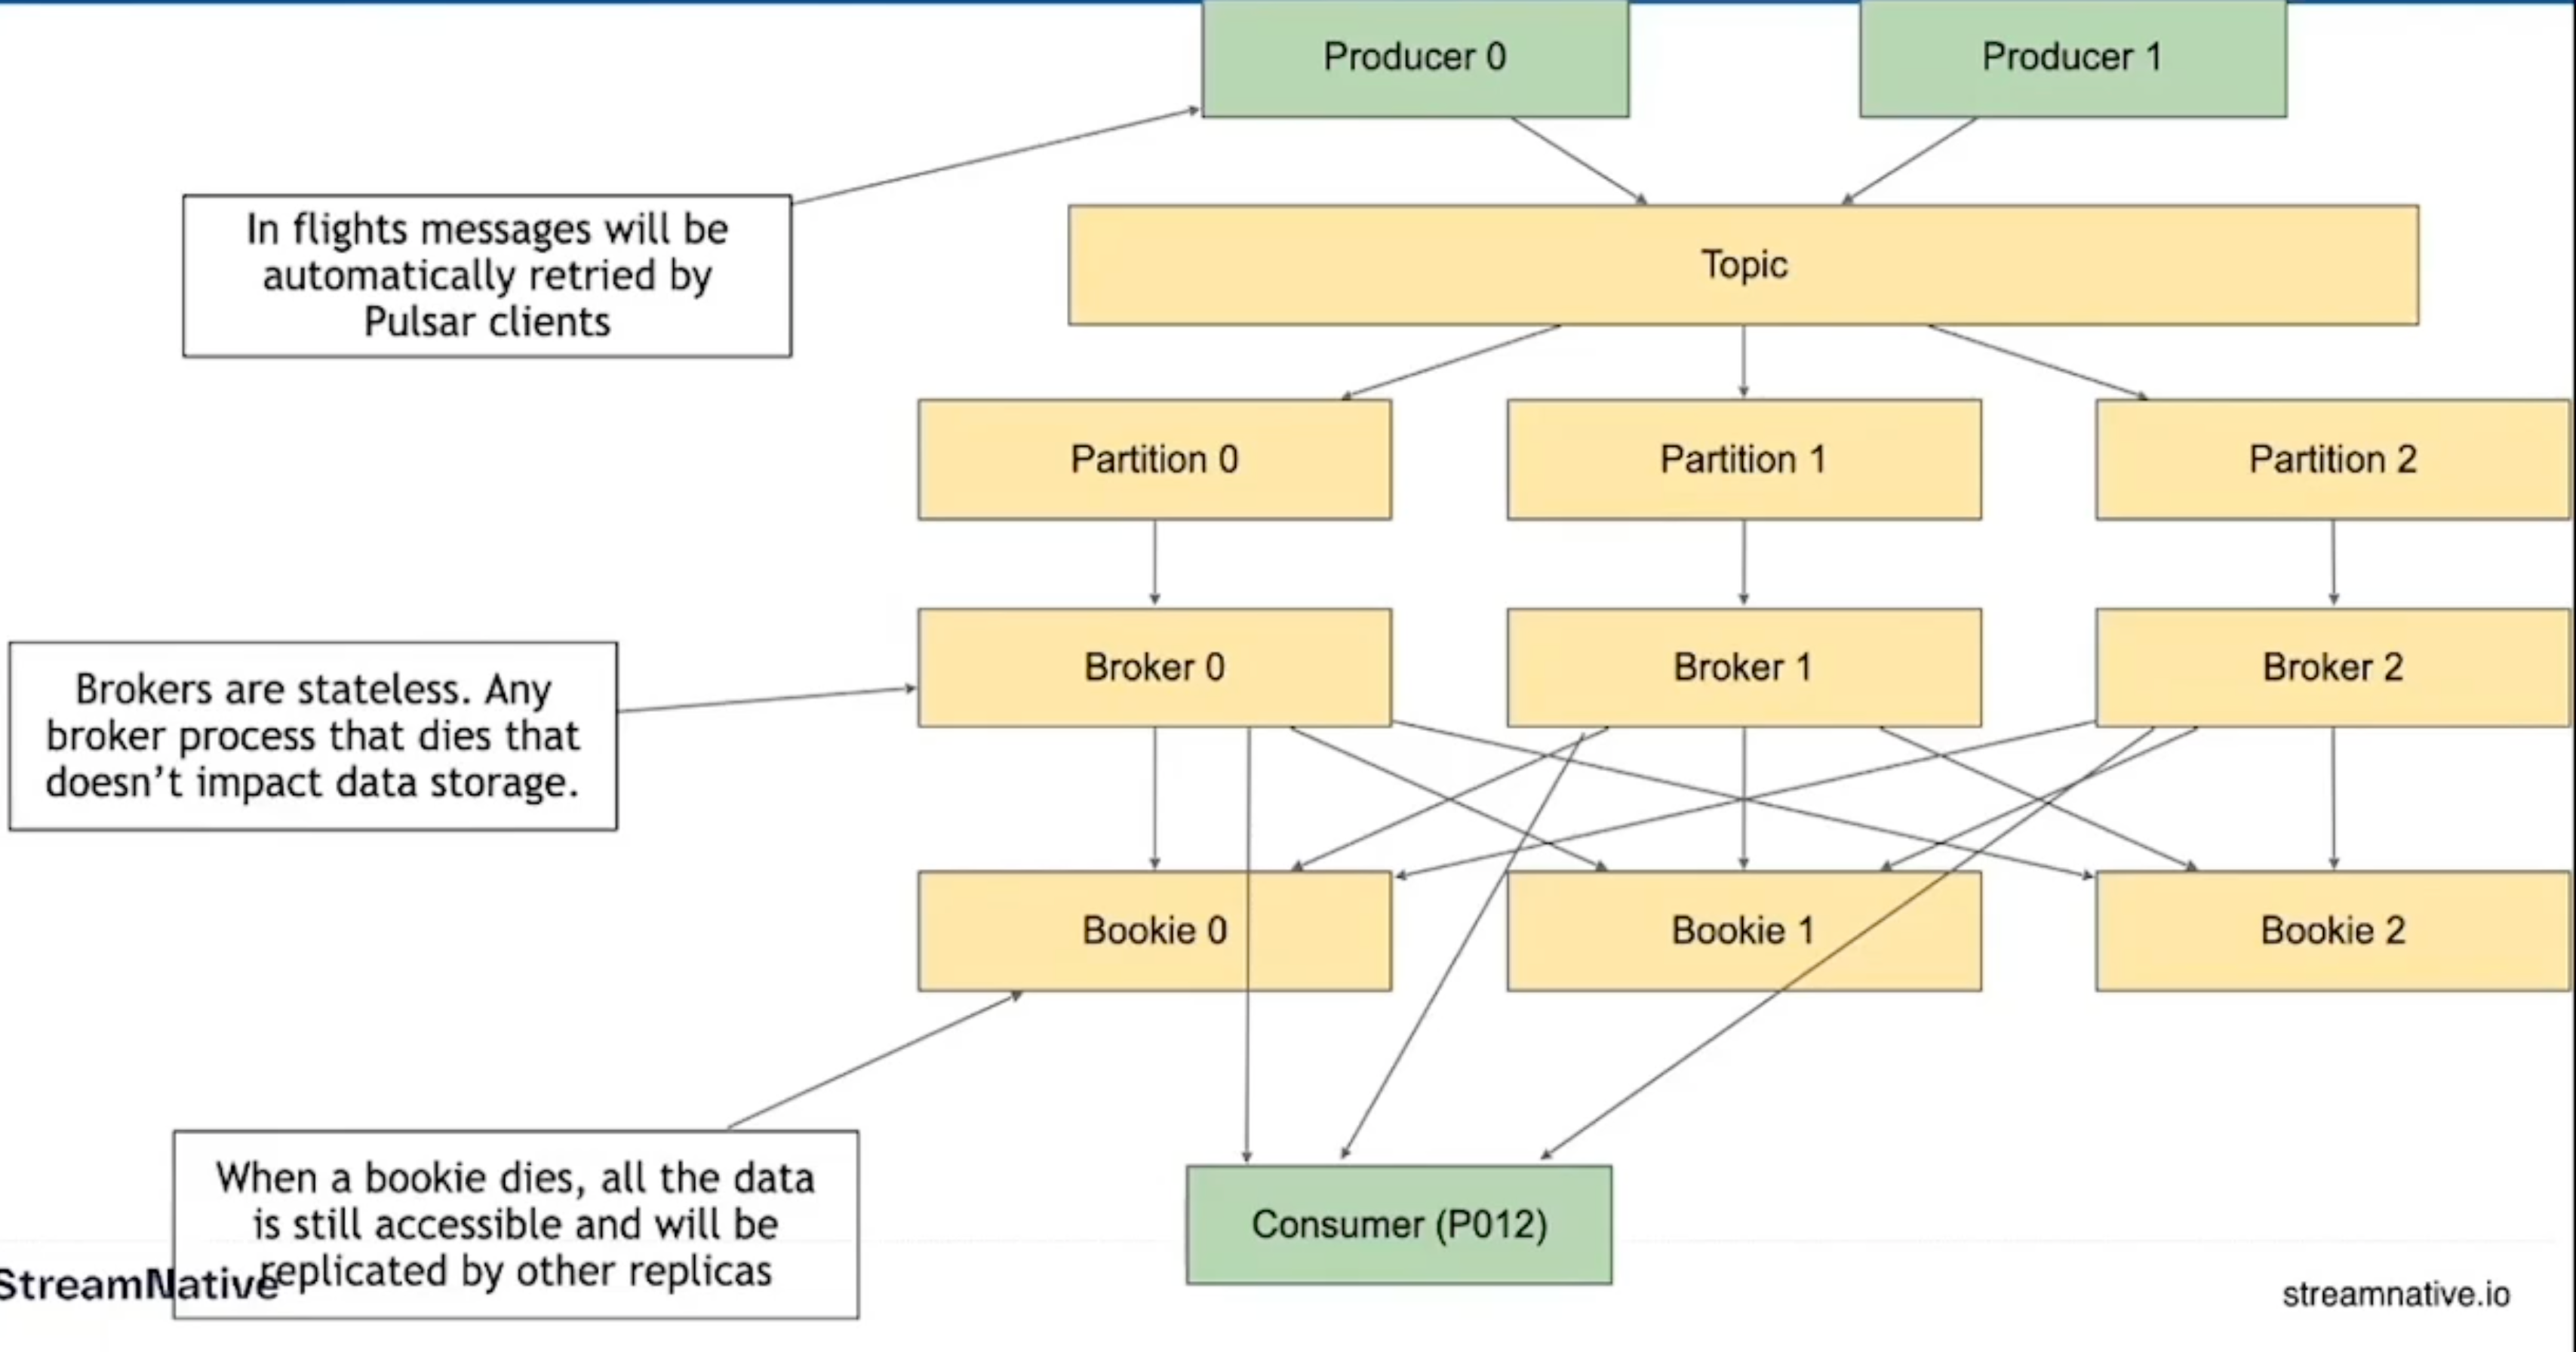 Producer 0
Producer 1
In flights messages will be
automatically retried by
Pulsar clients
Topic
Partition 0
Partition 1
Partition 2
Brokers are stateless. Any
broker process that dies that
doesn't impact data storage.
Broker 0
Broker 1
Broker 2
Bookie 0
Bookie 1
Bookie 2
When a bookie dies, all the data
is still accessible and will be
replicated by other replicas
Consumer (P012)
StreamNative
streamnative.io